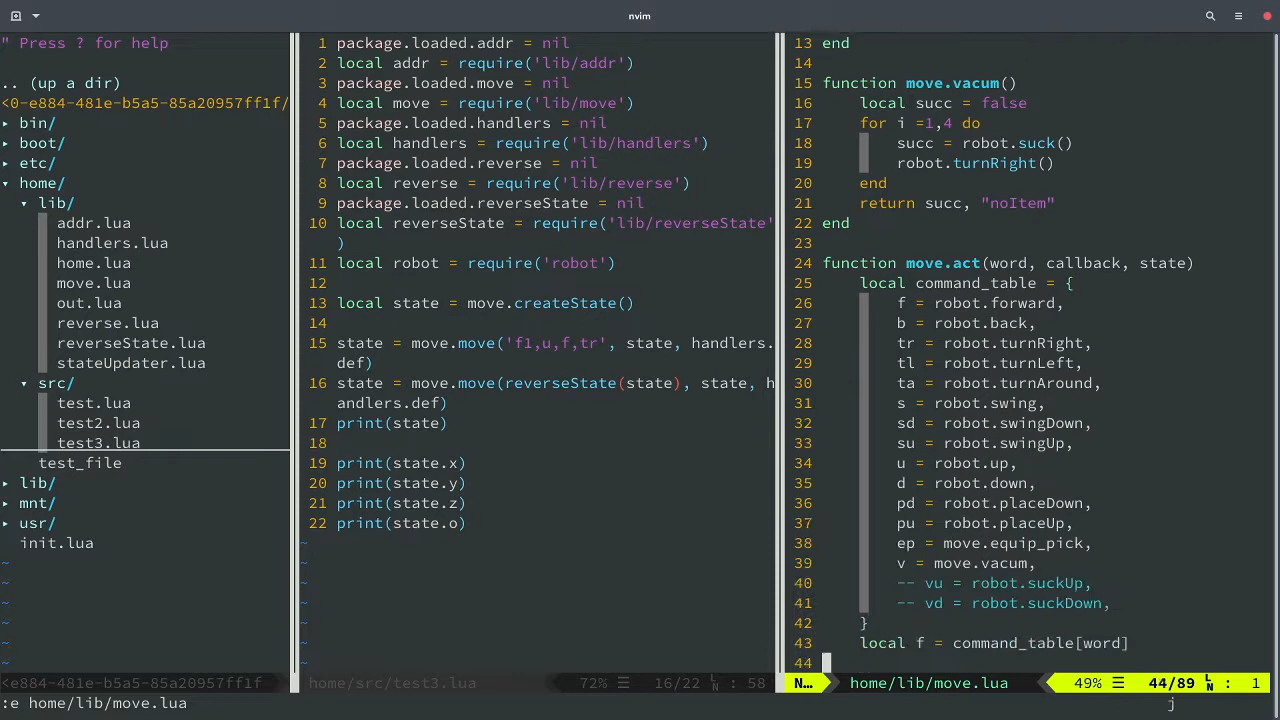 nvim
" Press ? for help
.. (up a dir)
<0-e884-481e-b5a5-85a20957ff1f/
▸ bin/
▸ boot/
▸ etc/
▾ home/
▾ lib/
addr.lua
handlers.lua
home.lua
move.lua
out.lua
reverse.lua
reverseState.lua
stateUpdater.lua
▾ src/
test.lua
test2.lua
test3.lua
test_file
▸ lib/
▸ mnt/
▸ usr/
init.lua
~
~
~
~
~
~
<e884-481e-b5a5-85a20957ff1f
1 package.loaded.addr = nil
2 local addr = require('lib/addr')
3 package.loaded.move = nil
4 local move = require('lib/move')
5 package.loaded.handlers = nil
6 local handlers = require('lib/handlers')
7 package.loaded.reverse = nil
8 local reverse = require('lib/reverse')
9 package.loaded.reverseState = nil
10 local reverseState = require('lib/reverseState'
)
11 local robot = require('robot')
12
13 local state = move.createState()
14
15 state = move.move('f1,u,f,tr', state, handlers.
def)
16 state = move.move(reverseState(state), state, h
andlers.def)
17 print(state)
18
19 print(state.x)
20 print(state.y)
21 print(state.z)
22 print(state.o)
~
~
~
~
~
~
~
home/src/test3.lua 72% ☰ 16/22 LN : 58
13 end
14
15 function move.vacum()
16 local succ = false
17 for i =1,4 do
18 succ = robot.suck()
19 robot.turnRight()
20 end
21 return succ, "noItem"
22 end
23
24 function move.act(word, callback, state)
25 local command_table = {
26 f = robot.forward,
27 b = robot.back,
28 tr = robot.turnRight,
29 tl = robot.turnLeft,
30 ta = robot.turnAround,
31 s = robot.swing,
32 sd = robot.swingDown,
33 su = robot.swingUp,
34 u = robot.up,
35 d = robot.down,
36 pd = robot.placeDown,
37 pu = robot.placeUp,
38 ep = move.equip_pick,
39 v = move.vacum,
40 -- vu = robot.suckUp,
41 -- vd = robot.suckDown,
42 }
43 local f = command_table[word]
44
N… home/lib/move.lua 49% ☰ 44/89 LN : 1
:e home/lib/move.lua j